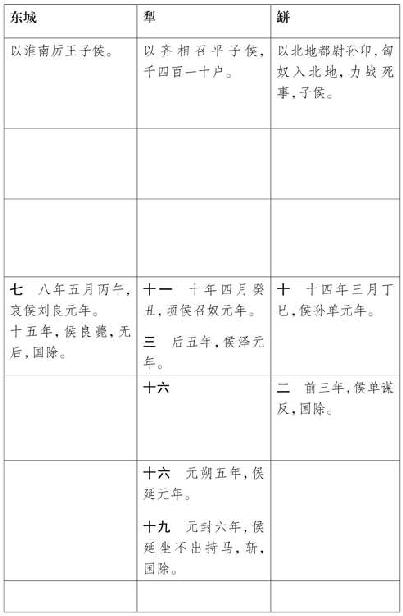 东城
犁
缾
以淮南厉王子侯。
以齐相召平子侯，
千四百一十户。
以北地都尉孙卬，匈
奴入北地，力战死
事，子侯。
七 八年五月丙午，
哀侯刘良元年。
十五年，侯良薨，无
后，国除。
十一 十年四月癸
丑，顷侯召奴元年。
三 后五年，侯泽元
年。
十 十四年三月丁
巳，侯孙单元年。
十六
二 前三年，侯单谋
反，国除。
十六 元朔五年，侯
延元年。
十九 元封六年，侯
延坐不出持马，斩，
国除。